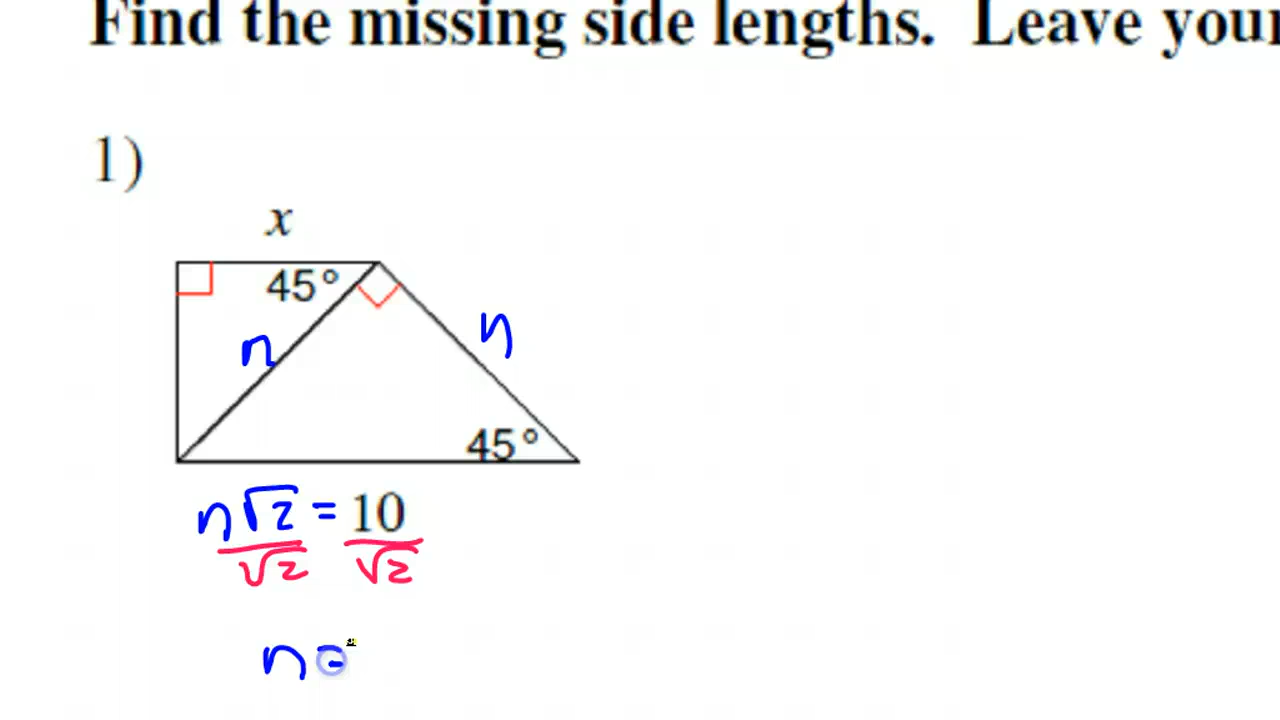 Find the missing side lengths. Leave your
1)
x
45°
n
n
45°
n√2 = 10
√2 √2
n =